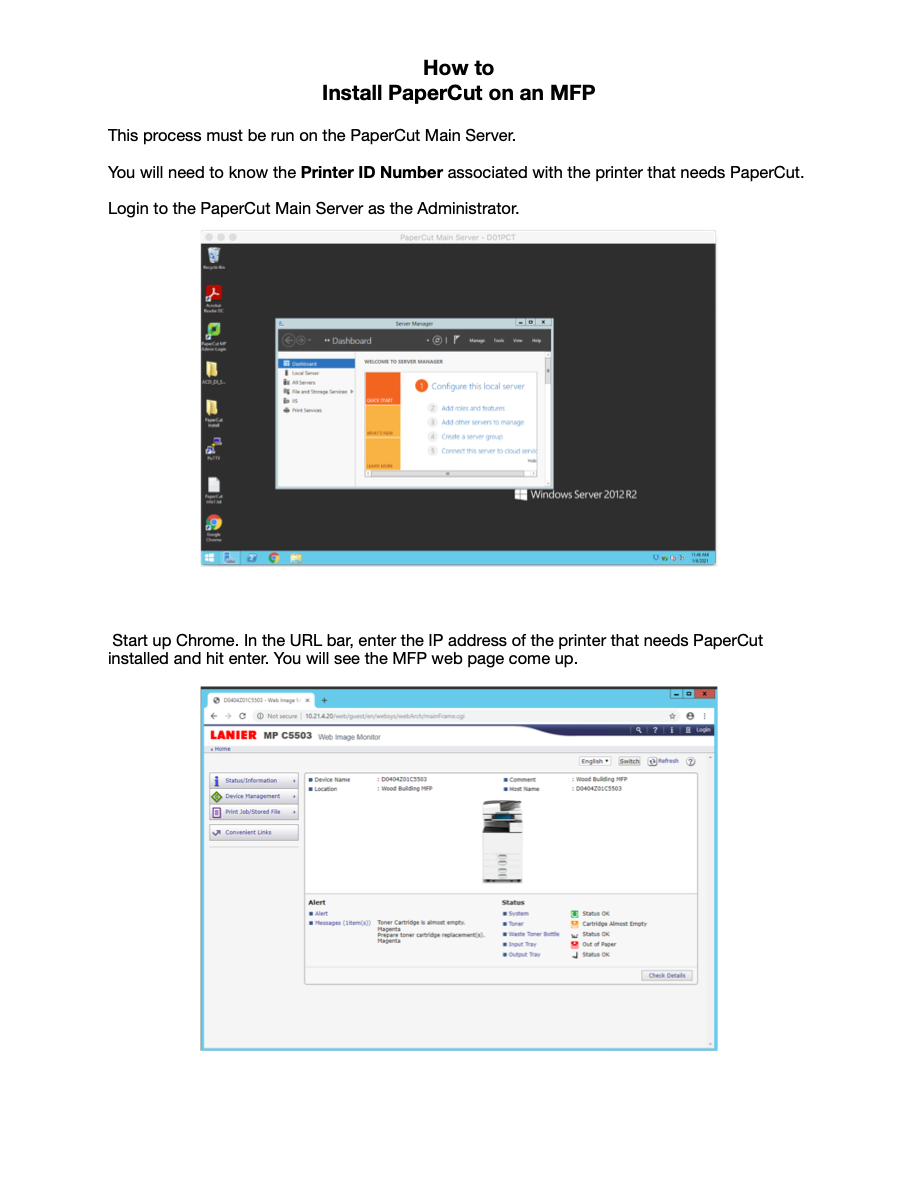 How to
Install PaperCut on an MFP
This process must be run on the PaperCut Main Server.
You will need to know the Printer ID Number associated with the printer that needs PaperCut.
Login to the PaperCut Main Server as the Administrator.
PaperCut Main Server - D01PCT
Recycle Bin
Acrobat
Reader DC
PaperCut MF
Admin Login
PaperCut
Install
PuTTY
PaperCut
Google
Chrome
Server Manager
Dashboard
Manage Tools View Help
Dashboard
Local Server
All Servers
File and Storage Services
IIS
Print Services
WELCOME TO SERVER MANAGER
QUICK START
WHAT'S NEW
LEARN MORE
1 Configure this local server
2 Add roles and features
3 Add other servers to manage
4 Create a server group
5 Connect this server to cloud servic
Hide
Windows Server 2012 R2
11:46 AM
Start up Chrome. In the URL bar, enter the IP address of the printer that needs PaperCut
installed and hit enter. You will see the MFP web page come up.
D0404Z01C5503 - Web Image
Not secure | 10.21.4.20/web/guest/en/websys/webArch/mainFrame.cgi
LANIER MP C5503 Web Image Monitor
Login
Home
English Switch Refresh
Status/Information
Device Management
Print Job/Stored File
Convenient Links
Device Name : D0404Z01C5503 Comment : Wood Building MFP
Location : Wood Building MFP Host Name : D0404Z01C5503
Alert
Alert
Messages (1item(s)) Toner Cartridge is almost empty.
Magenta
Prepare toner cartridge replacement(s).
Magenta
Status
System Status OK
Toner Cartridge Almost Empty
Waste Toner Bottle Status OK
Input Tray Out of Paper
Output Tray Status OK
Check Details